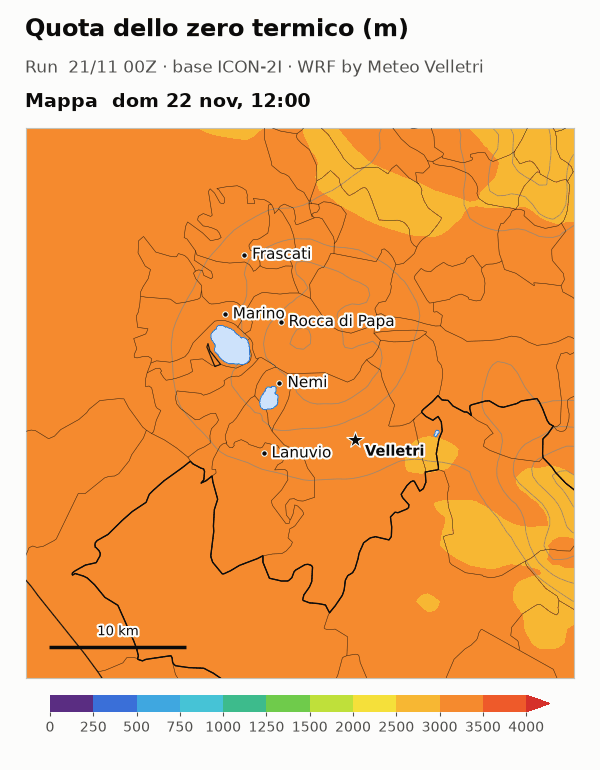 Quota dello zero termico (m)
Run  21/11 00Z · base ICON-2I · WRF by Meteo Velletri
Mappa  dom 22 nov, 12:00
Frascati
Marino
Rocca di Papa
Nemi
Velletri
Lanuvio
10 km
0 250 500 750 1000 1250 1500 2000 2500 3000 3500 4000